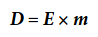 D = E × m